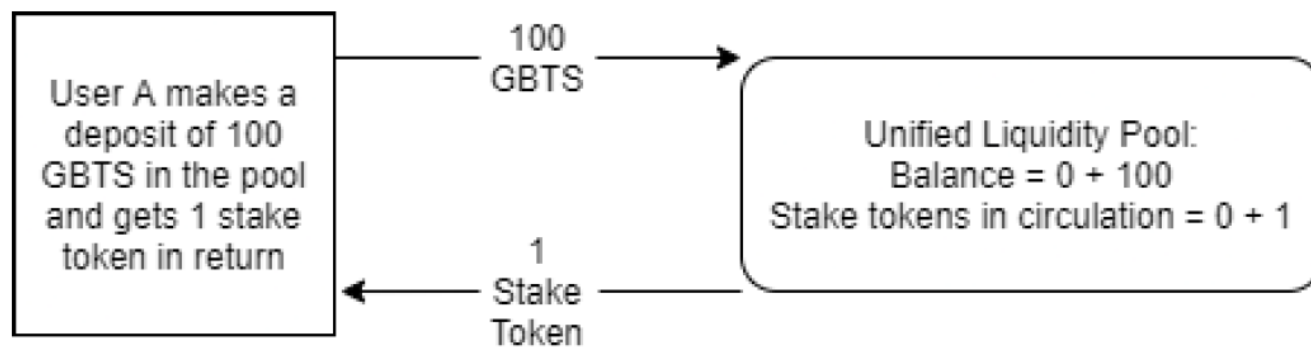 User A makes a
deposit of 100
GBTS in the pool
and gets 1 stake
token in return
100
GBTS
1
Stake
Token
Unified Liquidity Pool:
Balance = 0 + 100
Stake tokens in circulation = 0 + 1